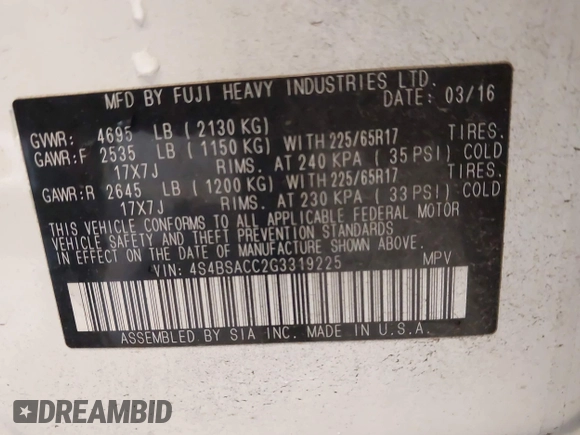 MFD BY FUJI HEAVY INDUSTRIES LTD.
DATE: 03/16
GVWR: 4695 LB (2130 KG)
GAWR:F 2535 LB (1150 KG) WITH 225/65R17 TIRES.
17X7J RIMS. AT 240 KPA (35 PSI) COLD
GAWR:R 2645 LB (1200 KG) WITH 225/65R17 TIRES.
17X7J RIMS. AT 230 KPA (33 PSI) COLD
THIS VEHICLE CONFORMS TO ALL APPLICABLE FEDERAL MOTOR
VEHICLE SAFETY AND THEFT PREVENTION STANDARDS
IN EFFECT ON THE DATE OF MANUFACTURE SHOWN ABOVE.
VIN: 4S4BSACC2G3319225 MPV
ASSEMBLED BY SIA INC. MADE IN U.S.A.
DREAMBID